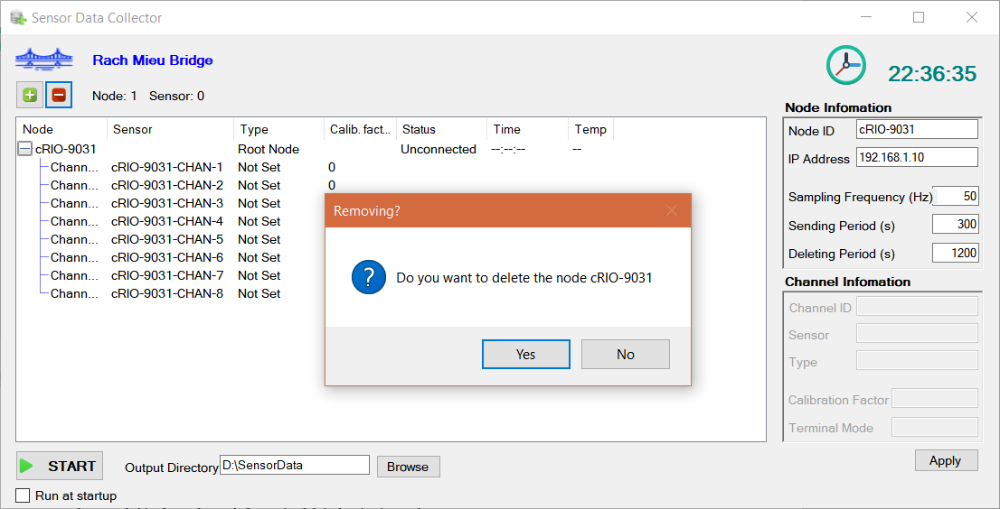 Sensor Data Collector
Rach Mieu Bridge
22:36:35
Node: 1 Sensor: 0
Node Sensor Type Calib. fact... Status Time Temp
cRIO-9031 Root Node Unconnected --:--:-- --
Chann... cRIO-9031-CHAN-1 Not Set 0
Chann... cRIO-9031-CHAN-2 Not Set 0
Chann... cRIO-9031-CHAN-3 Not Set
Chann... cRIO-9031-CHAN-4 Not Set
Chann... cRIO-9031-CHAN-5 Not Set
Chann... cRIO-9031-CHAN-6 Not Set
Chann... cRIO-9031-CHAN-7 Not Set
Chann... cRIO-9031-CHAN-8 Not Set
Removing?
Do you want to delete the node cRIO-9031
Yes No
Node Infomation
Node ID cRIO-9031
IP Address 192.168.1.10
Sampling Frequency (Hz) 50
Sending Period (s) 300
Deleting Period (s) 1200
Channel Infomation
Channel ID
Sensor
Type
Calibration Factor
Terminal Mode
START Output Directory D:\SensorData Browse Apply
Run at startup